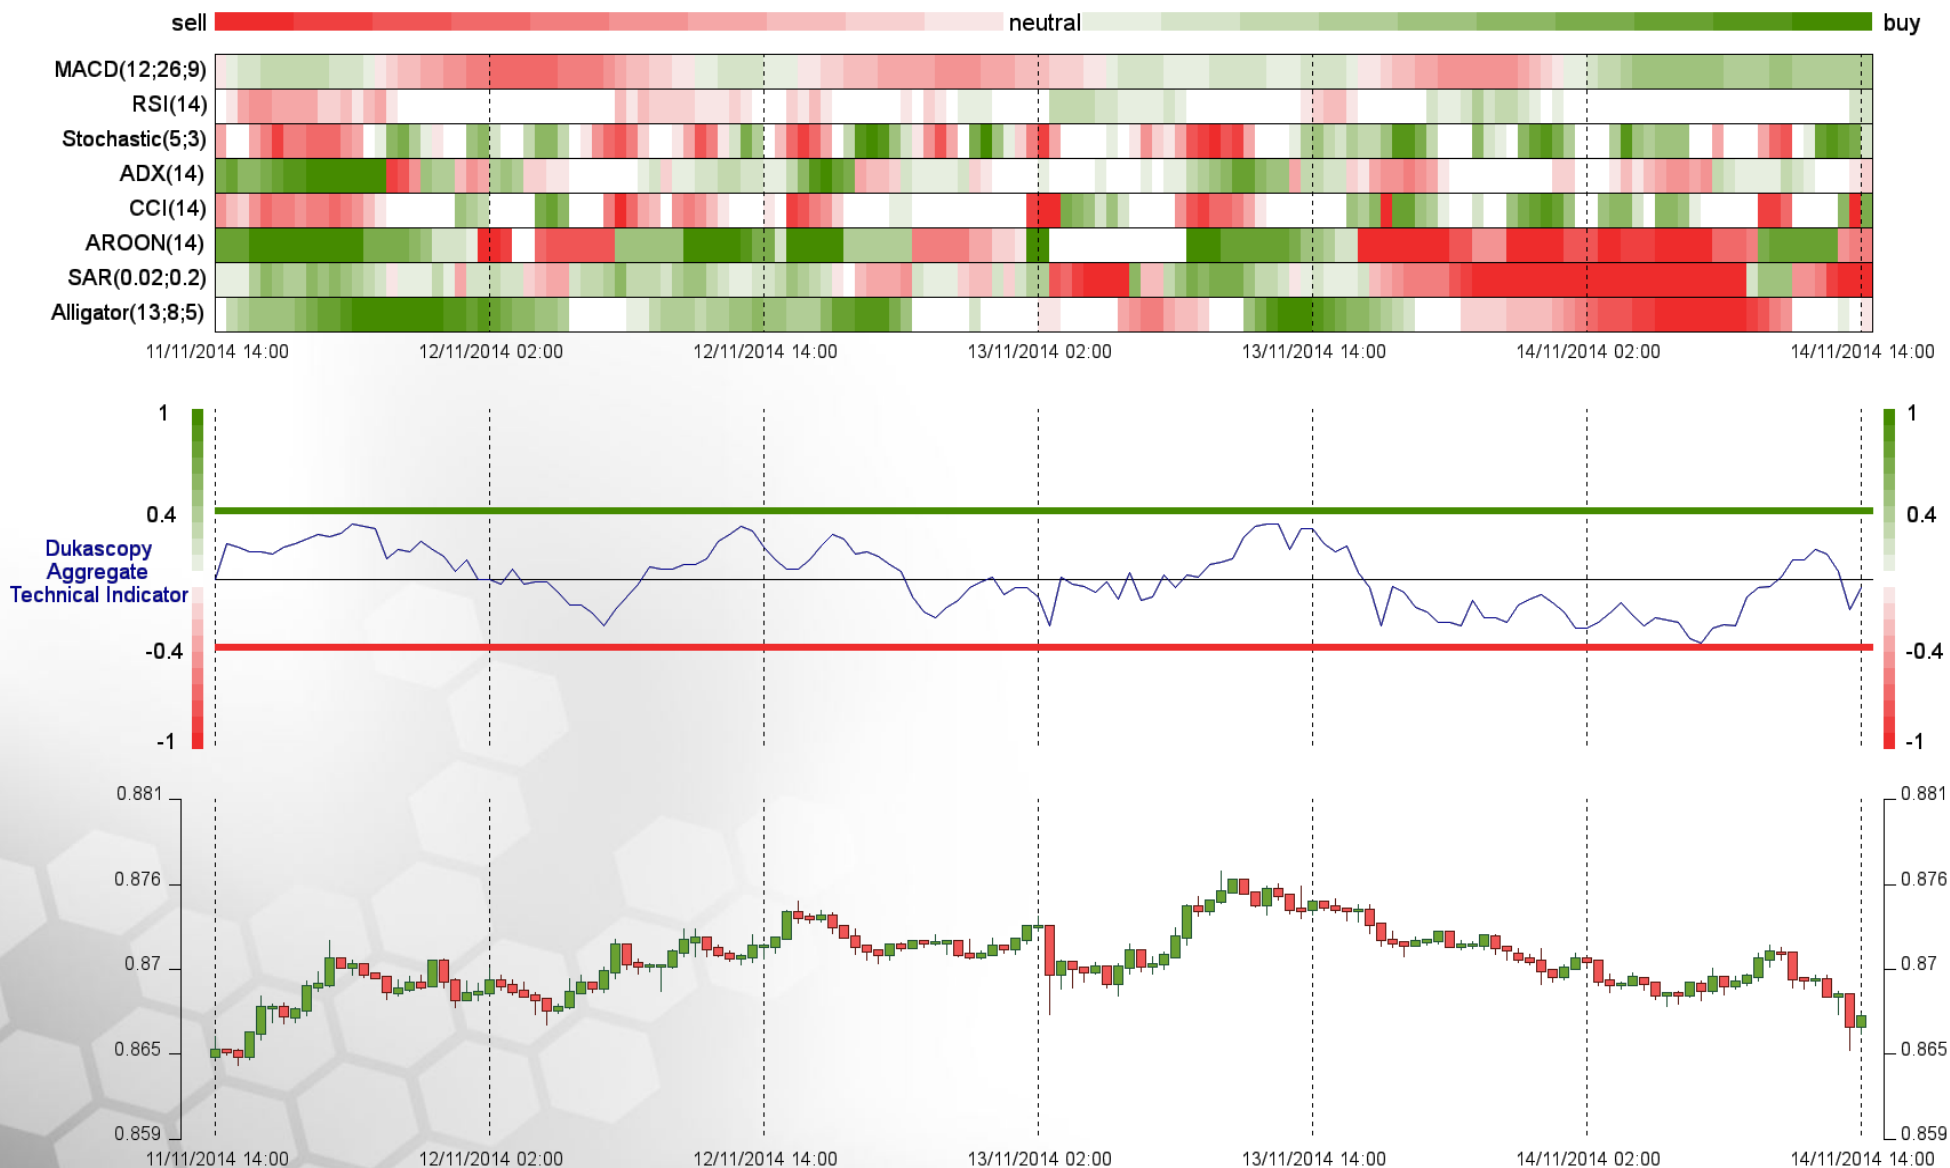 sell neutral buy
MACD(12;26;9)
RSI(14)
Stochastic(5;3)
ADX(14)
CCI(14)
AROON(14)
SAR(0.02;0.2)
Alligator(13;8;5)
11/11/2014 14:00 12/11/2014 02:00 12/11/2014 14:00 13/11/2014 02:00 13/11/2014 14:00 14/11/2014 02:00 14/11/2014 14:00
1 1
0.4 0.4
Dukascopy
Aggregate
Technical Indicator
-0.4 -0.4
-1 -1
0.881 0.881
0.876 0.876
0.87 0.87
0.865 0.865
0.859 0.859
11/11/2014 14:00 12/11/2014 02:00 12/11/2014 14:00 13/11/2014 02:00 13/11/2014 14:00 14/11/2014 02:00 14/11/2014 14:00